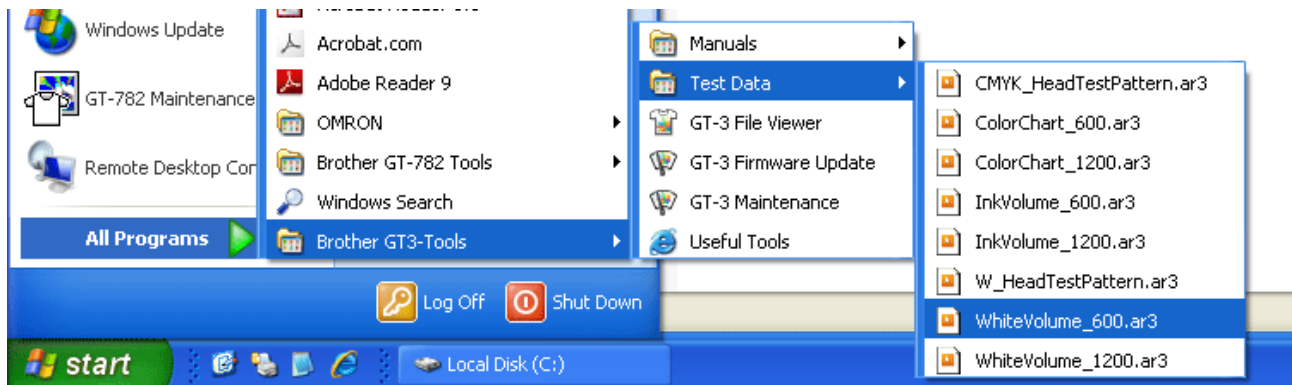 Windows Update
GT-782 Maintenance
Remote Desktop Con
All Programs
Acrobat.com
Adobe Reader 9
OMRON
Brother GT-782 Tools
Windows Search
Brother GT3-Tools
Manuals
Test Data
GT-3 File Viewer
GT-3 Firmware Update
GT-3 Maintenance
Useful Tools
CMYK_HeadTestPattern.ar3
ColorChart_600.ar3
ColorChart_1200.ar3
InkVolume_600.ar3
InkVolume_1200.ar3
W_HeadTestPattern.ar3
WhiteVolume_600.ar3
WhiteVolume_1200.ar3
Log Off
Shut Down
start
Local Disk (C:)